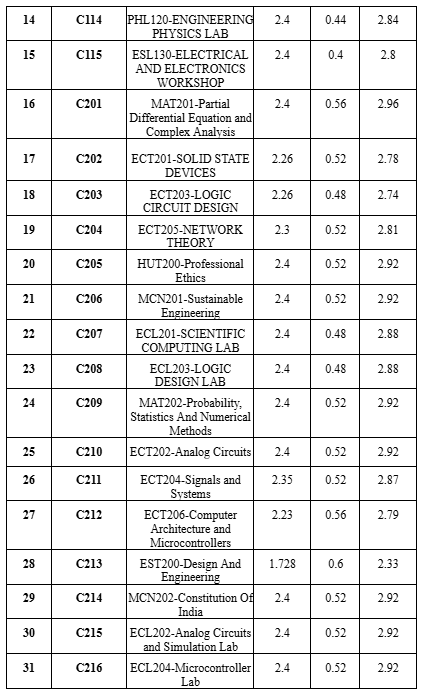 14 C114 PHL120-ENGINEERING 2.4 0.44 2.84
PHYSICS LAB
15 C115 ESL130-ELECTRICAL 2.4 0.4 2.8
AND ELECTRONICS
WORKSHOP
16 C201 MAT201-Partial 2.4 0.56 2.96
Differential Equation and
Complex Analysis
17 C202 ECT201-SOLID STATE 2.26 0.52 2.78
DEVICES
18 C203 ECT203-LOGIC 2.26 0.48 2.74
CIRCUIT DESIGN
19 C204 ECT205-NETWORK 2.3 0.52 2.81
THEORY
20 C205 HUT200-Professional 2.4 0.52 2.92
Ethics
21 C206 MCN201-Sustainable 2.4 0.52 2.92
Engineering
22 C207 ECL201-SCIENTIFIC 2.4 0.48 2.88
COMPUTING LAB
23 C208 ECL203-LOGIC 2.4 0.48 2.88
DESIGN LAB
24 C209 MAT202-Probability, 2.4 0.52 2.92
Statistics And Numerical
Methods
25 C210 ECT202-Analog Circuits 2.4 0.52 2.92
26 C211 ECT204-Signals and 2.35 0.52 2.87
Systems
27 C212 ECT206-Computer 2.23 0.56 2.79
Architecture and
Microcontrollers
28 C213 EST200-Design And 1.728 0.6 2.33
Engineering
29 C214 MCN202-Constitution Of 2.4 0.52 2.92
India
30 C215 ECL202-Analog Circuits 2.4 0.52 2.92
and Simulation Lab
31 C216 ECL204-Microcontroller 2.4 0.52 2.92
Lab